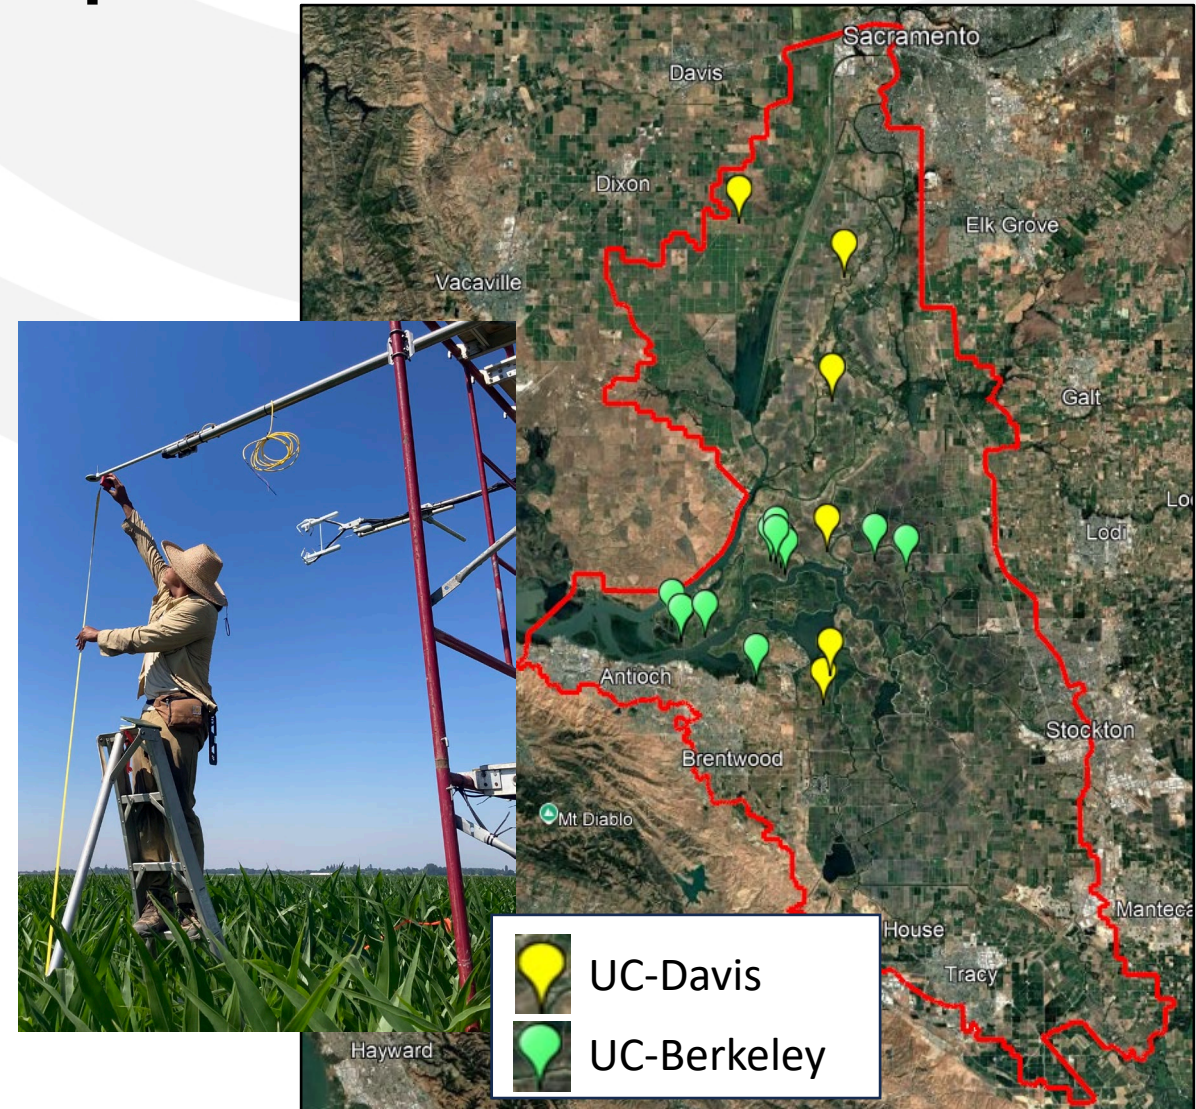 Sacramento
Davis
Dixon
Elk Grove
Vacaville
Galt
Lodi
Antioch
Stockton
Brentwood
Mt Diablo
Manteca
House
Tracy
Hayward
UC-Davis
UC-Berkeley